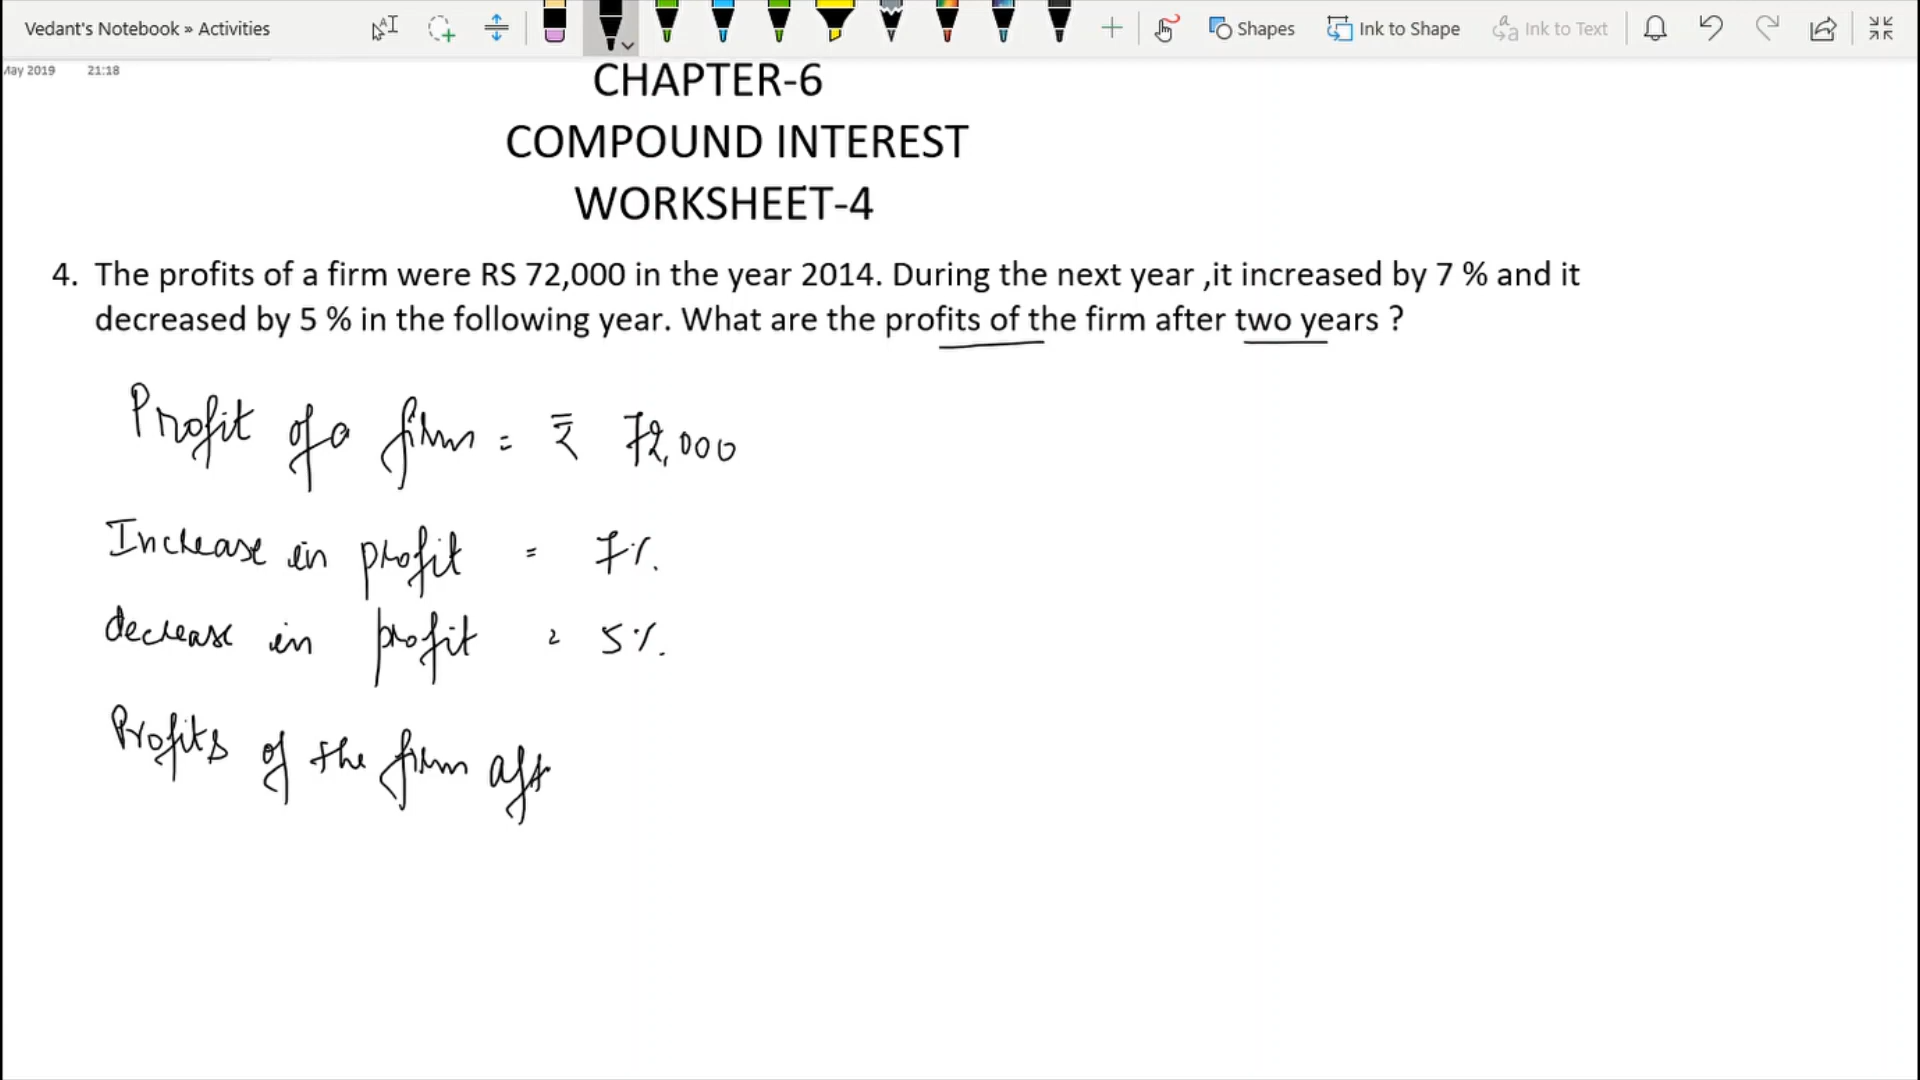 Vedant's Notebook » Activities
Shapes
Ink to Shape
Ink to Text
May 2019 21:18
CHAPTER-6
COMPOUND INTEREST
WORKSHEET-4
4. The profits of a firm were RS 72,000 in the year 2014. During the next year ,it increased by 7 % and it
decreased by 5 % in the following year. What are the profits of the firm after two years ?
Profit of a firm = ₹ 72,000
Increase in profit = 7%.
decrease in profit = 5%.
Profits of the firm aft